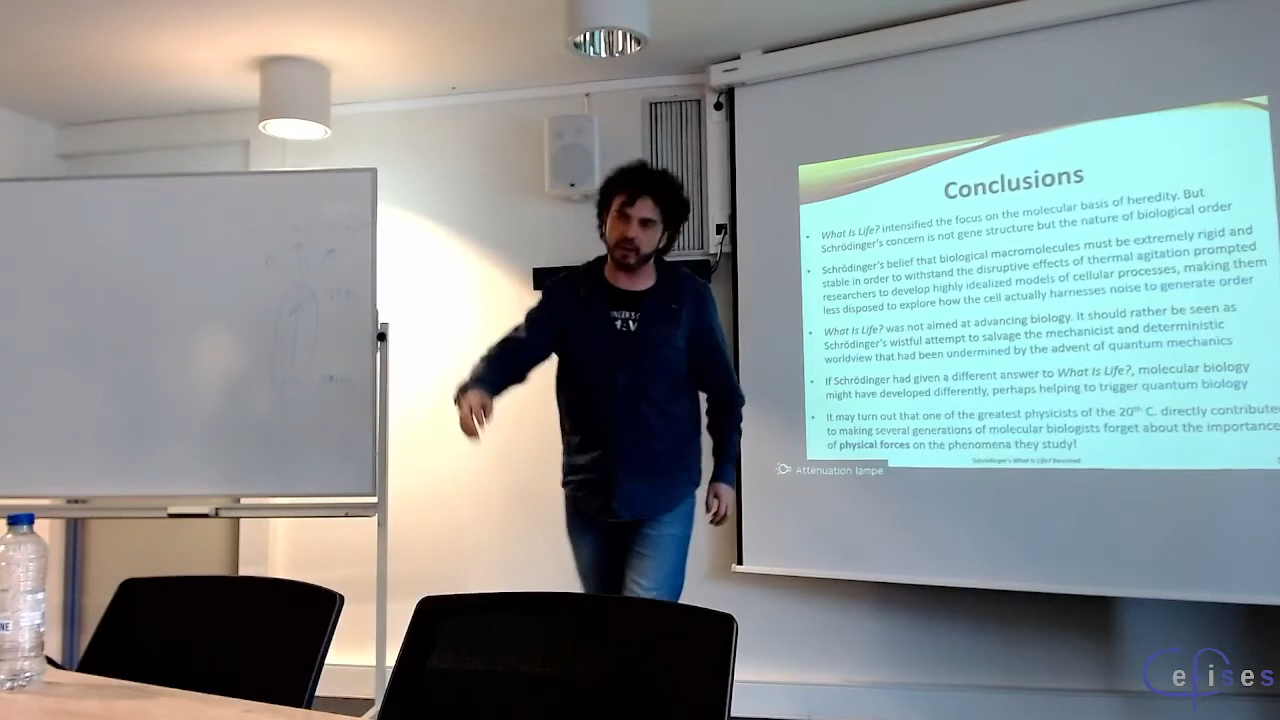 Conclusions
What Is Life? intensified the focus on the molecular basis of heredity. But
Schrödinger's concern is not gene structure but the nature of biological order
Schrödinger's belief that biological macromolecules must be extremely rigid and
stable in order to withstand the disruptive effects of thermal agitation prompted
researchers to develop highly idealized models of cellular processes, making them
less disposed to explore how the cell actually harnesses noise to generate order
What Is Life? was not aimed at advancing biology. It should rather be seen as
Schrödinger's wistful attempt to salvage the mechanicist and deterministic
worldview that had been undermined by the advent of quantum mechanics
If Schrödinger had given a different answer to What Is Life?, molecular biology
might have developed differently, perhaps helping to trigger quantum biology
It may turn out that one of the greatest physicists of the 20th C. directly contribute
to making several generations of molecular biologists forget about the importance
of physical forces on the phenomena they study!
Schrödinger's What Is Life? Revisited
Attenuation lampe
Cefises